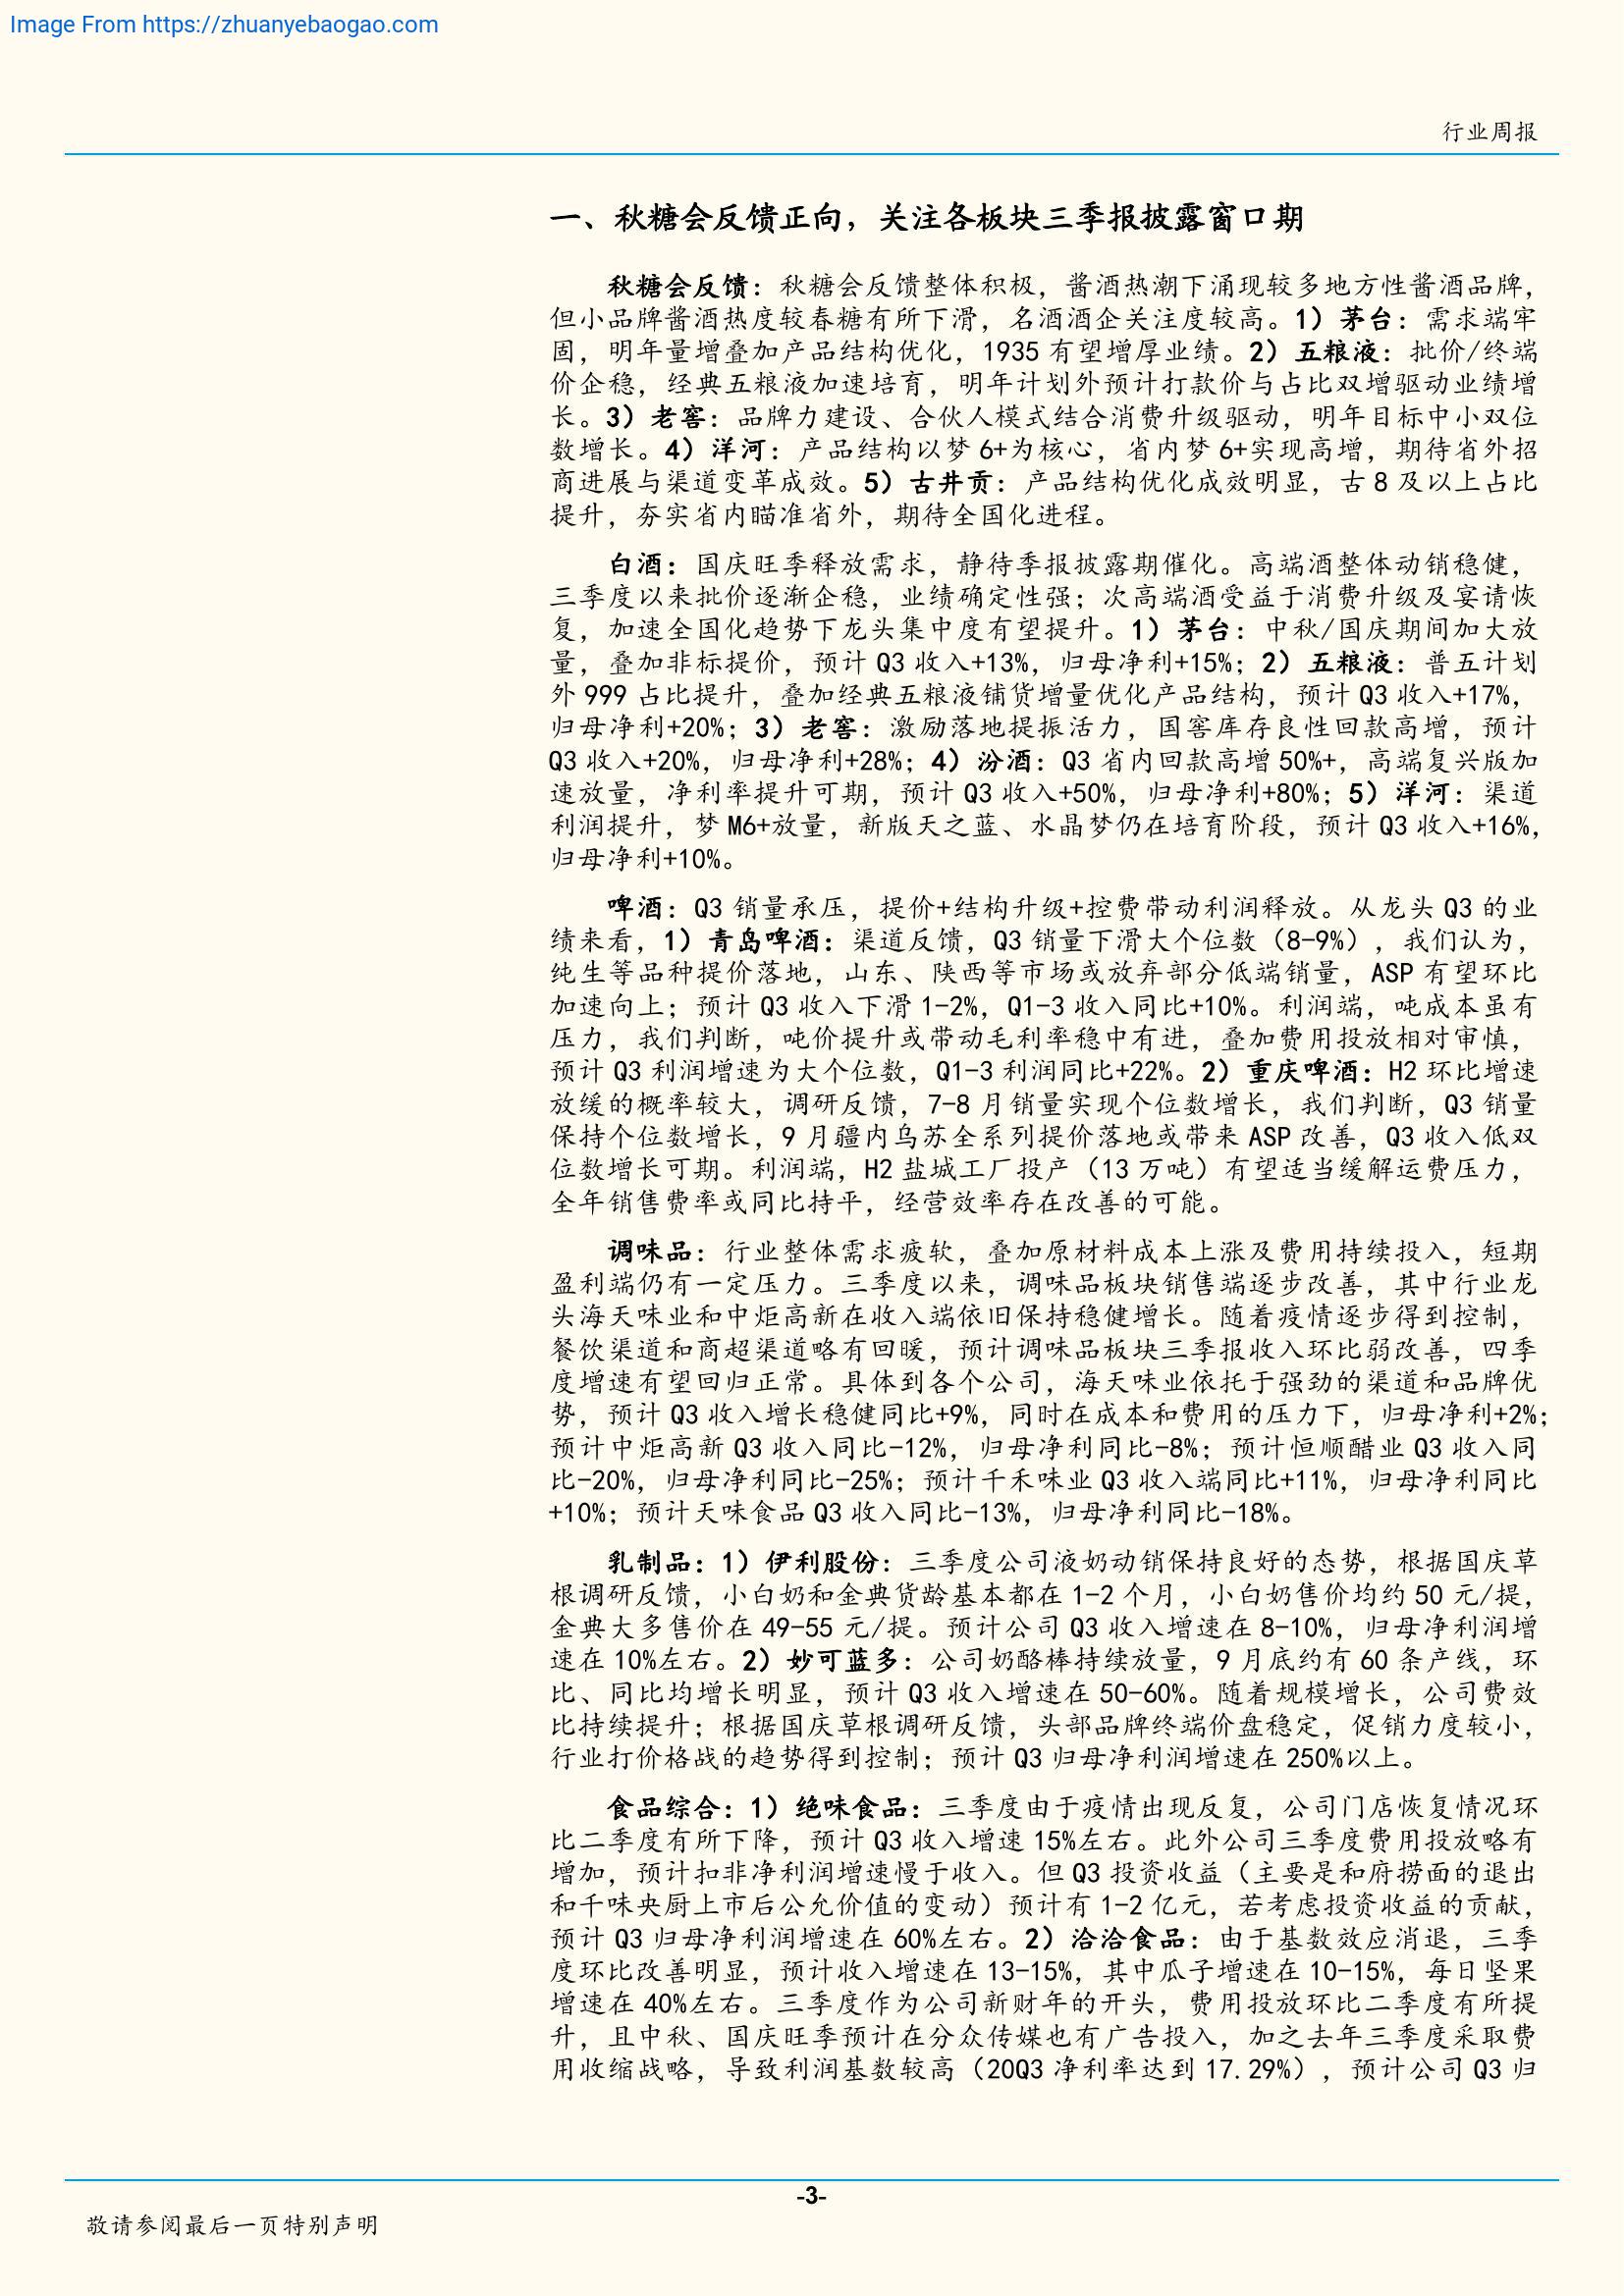 Image From https://zhuanyebaogao.com
行业周报
一、秋糖会反馈正向，关注各板块三季报披露窗口期
秋糖会反馈：秋糖会反馈整体积极，酱酒热潮下涌现较多地方性酱酒品牌，
但小品牌酱酒热度较春糖有所下滑，名酒酒企关注度较高。1）茅台：需求端牢
固，明年量增叠加产品结构优化，1935 有望增厚业绩。2）五粮液：批价/终端
价企稳，经典五粮液加速培育，明年计划外预计打款价与占比双增驱动业绩增
长。3）老窖：品牌力建设、合伙人模式结合消费升级驱动，明年目标中小双位
数增长。4）洋河：产品结构以梦 6+为核心，省内梦 6+实现高增，期待省外招
商进展与渠道变革成效。5）古井贡：产品结构优化成效明显，古 8 及以上占比
提升，夯实省内瞄准省外，期待全国化进程。
白酒：国庆旺季释放需求，静待季报披露期催化。高端酒整体动销稳健，
三季度以来批价逐渐企稳，业绩确定性强；次高端酒受益于消费升级及宴请恢
复，加速全国化趋势下龙头集中度有望提升。1）茅台：中秋/国庆期间加大放
量，叠加非标提价，预计 Q3 收入+13%，归母净利+15%；2）五粮液：普五计划
外 999 占比提升，叠加经典五粮液铺货增量优化产品结构，预计 Q3 收入+17%，
归母净利+20%；3）老窖：激励落地提振活力，国窖库存良性回款高增，预计
Q3 收入+20%，归母净利+28%；4）汾酒：Q3 省内回款高增 50%+，高端复兴版加
速放量，净利率提升可期，预计 Q3 收入+50%，归母净利+80%；5）洋河：渠道
利润提升，梦 M6+放量，新版天之蓝、水晶梦仍在培育阶段，预计 Q3 收入+16%，
归母净利+10%。
啤酒：Q3 销量承压，提价+结构升级+控费带动利润释放。从龙头 Q3 的业
绩来看，1）青岛啤酒：渠道反馈，Q3 销量下滑大个位数（8-9%），我们认为，
纯生等品种提价落地，山东、陕西等市场或放弃部分低端销量，ASP 有望环比
加速向上；预计 Q3 收入下滑 1-2%，Q1-3 收入同比+10%。利润端，吨成本虽有
压力，我们判断，吨价提升或带动毛利率稳中有进，叠加费用投放相对审慎，
预计 Q3 利润增速为大个位数，Q1-3 利润同比+22%。2）重庆啤酒：H2 环比增速
放缓的概率较大，调研反馈，7-8 月销量实现个位数增长，我们判断，Q3 销量
保持个位数增长，9 月疆内乌苏全系列提价落地或带来 ASP 改善，Q3 收入低双
位数增长可期。利润端，H2 盐城工厂投产（13 万吨）有望适当缓解运费压力，
全年销售费率或同比持平，经营效率存在改善的可能。
调味品：行业整体需求疲软，叠加原材料成本上涨及费用持续投入，短期
盈利端仍有一定压力。三季度以来，调味品板块销售端逐步改善，其中行业龙
头海天味业和中炬高新在收入端依旧保持稳健增长。随着疫情逐步得到控制，
餐饮渠道和商超渠道略有回暖，预计调味品板块三季报收入环比弱改善，四季
度增速有望回归正常。具体到各个公司，海天味业依托于强劲的渠道和品牌优
势，预计 Q3 收入增长稳健同比+9%，同时在成本和费用的压力下，归母净利+2%；
预计中炬高新 Q3 收入同比-12%，归母净利同比-8%；预计恒顺醋业 Q3 收入同
比-20%，归母净利同比-25%；预计千禾味业 Q3 收入端同比+11%，归母净利同比
+10%；预计天味食品 Q3 收入同比-13%，归母净利同比-18%。
乳制品：1）伊利股份：三季度公司液奶动销保持良好的态势，根据国庆草
根调研反馈，小白奶和金典货龄基本都在 1-2 个月，小白奶售价均约 50 元/提，
金典大多售价在 49-55 元/提。预计公司 Q3 收入增速在 8-10%，归母净利润增
速在 10%左右。2）妙可蓝多：公司奶酪棒持续放量，9 月底约有 60 条产线，环
比、同比均增长明显，预计 Q3 收入增速在 50-60%。随着规模增长，公司费效
比持续提升；根据国庆草根调研反馈，头部品牌终端价盘稳定，促销力度较小，
行业打价格战的趋势得到控制；预计 Q3 归母净利润增速在 250%以上。
食品综合：1）绝味食品：三季度由于疫情出现反复，公司门店恢复情况环
比二季度有所下降，预计 Q3 收入增速 15%左右。此外公司三季度费用投放略有
增加，预计扣非净利润增速慢于收入。但 Q3 投资收益（主要是和府捞面的退出
和千味央厨上市后公允价值的变动）预计有 1-2 亿元，若考虑投资收益的贡献，
预计 Q3 归母净利润增速在 60%左右。2）洽洽食品：由于基数效应消退，三季
度环比改善明显，预计收入增速在 13-15%，其中瓜子增速在 10-15%，每日坚果
增速在 40%左右。三季度作为公司新财年的开头，费用投放环比二季度有所提
升，且中秋、国庆旺季预计在分众传媒也有广告投入，加之去年三季度采取费
用收缩战略，导致利润基数较高（20Q3 净利率达到 17.29%），预计公司 Q3 归
-3-
敬请参阅最后一页特别声明